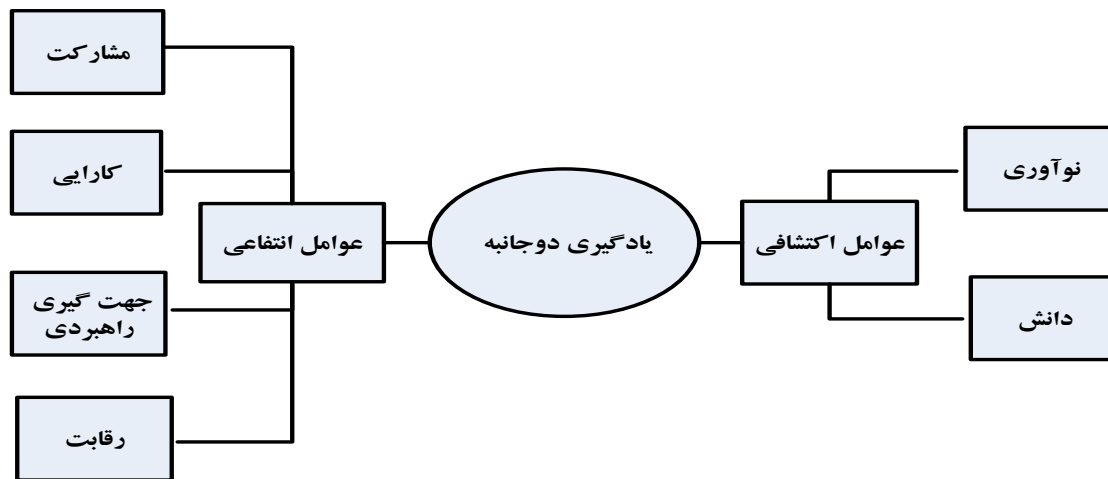 مشارکت
کارایی
نوآوری
عوامل انتفاعی
یادگیری دوجانبه
عوامل اکتشافی
جهت گیری
راهبردی
دانش
رقابت